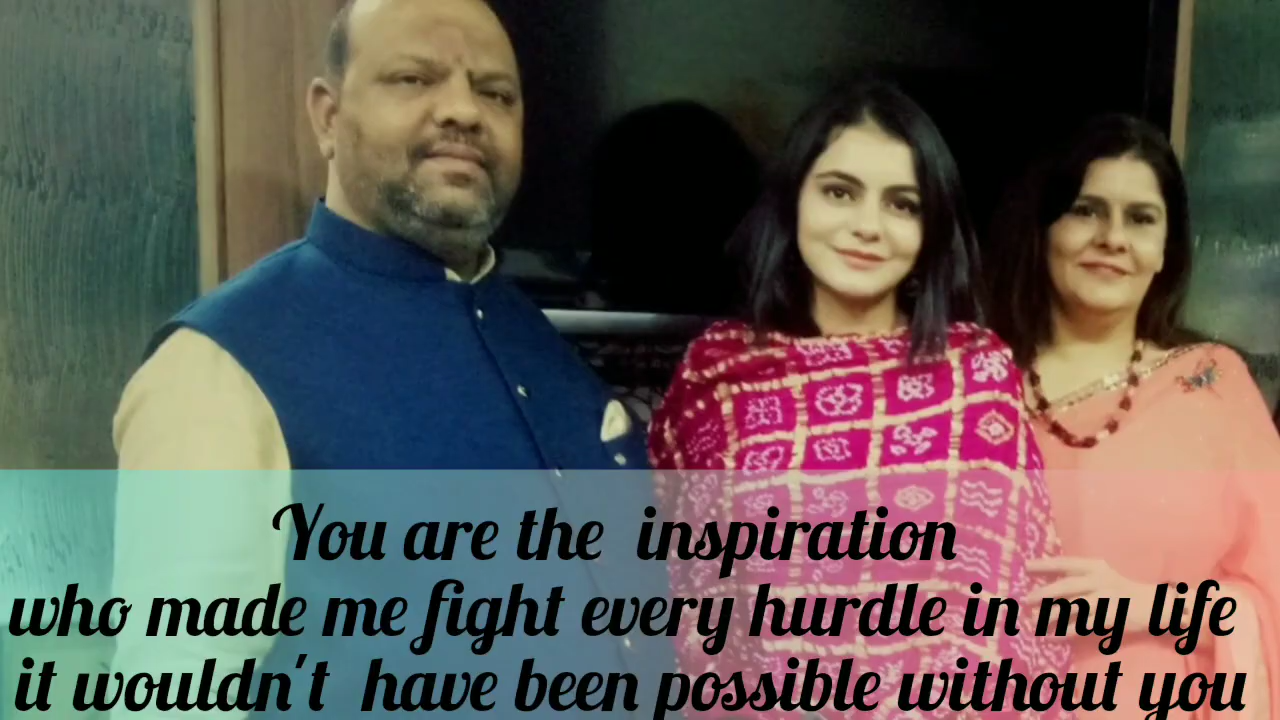 You are the inspiration
who made me fight every hurdle in my life
it wouldn't have been possible without you